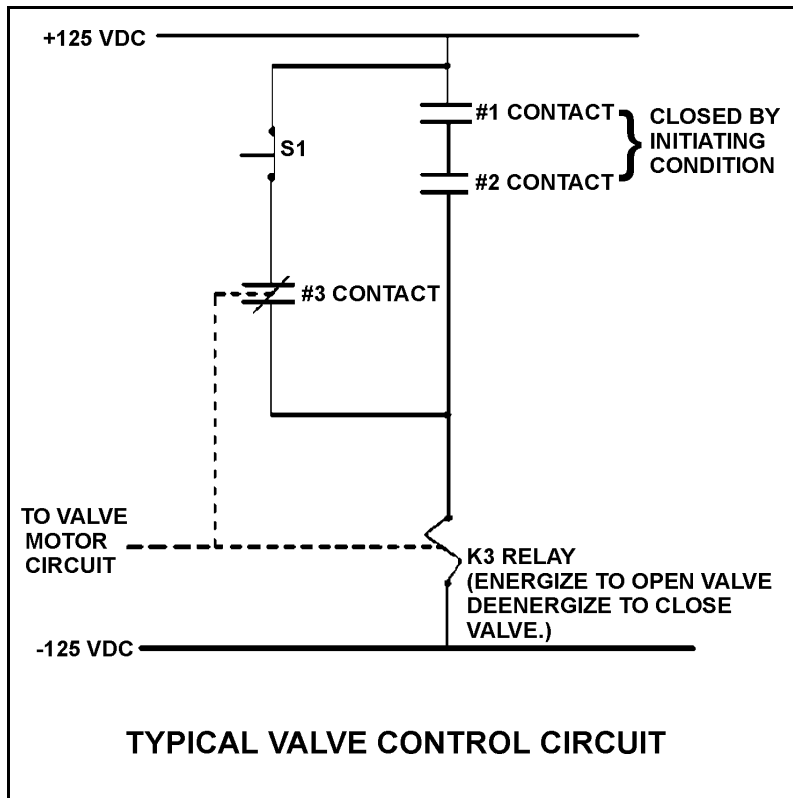 +125 VDC
#1 CONTACT
CLOSED BY
INITIATING
CONDITION
S1
#2 CONTACT
#3 CONTACT
TO VALVE
MOTOR
CIRCUIT
K3 RELAY
(ENERGIZE TO OPEN VALVE
DEENERGIZE TO CLOSE
VALVE.)
-125 VDC
TYPICAL VALVE CONTROL CIRCUIT